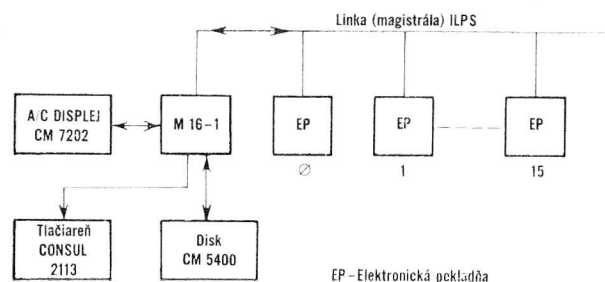 Linka (magistrála) ILPS
A/C DISPLEJ
CM 7202
M 16-1
EP
EP
EP
∅
1
15
Tlačiareň
CONSUL
2113
Disk
CM 5400
EP-Elektronická pokladňa